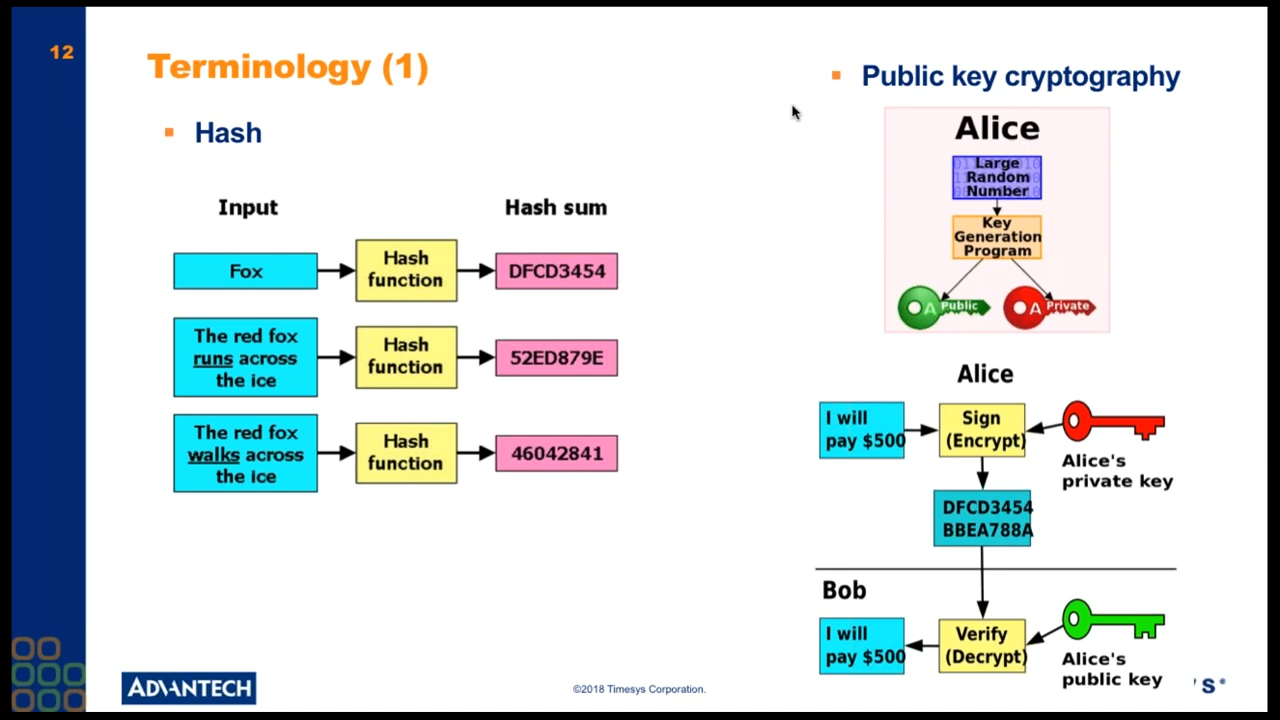 12
Terminology (1)
Hash
Input
Hash sum
Fox
Hash
function
DFCD3454
The red fox
runs across
the ice
Hash
function
52ED879E
The red fox
walks across
the ice
Hash
function
46042841
Public key cryptography
Alice
Large
Random
Number
Key
Generation
Program
A Public
A Private
Alice
I will
pay $500
Sign
(Encrypt)
Alice's
private key
DFCD3454
BBEA788A
Bob
I will
pay $500
Verify
(Decrypt)
Alice's
public key
ADVANTECH
©2018 Timesys Corporation.